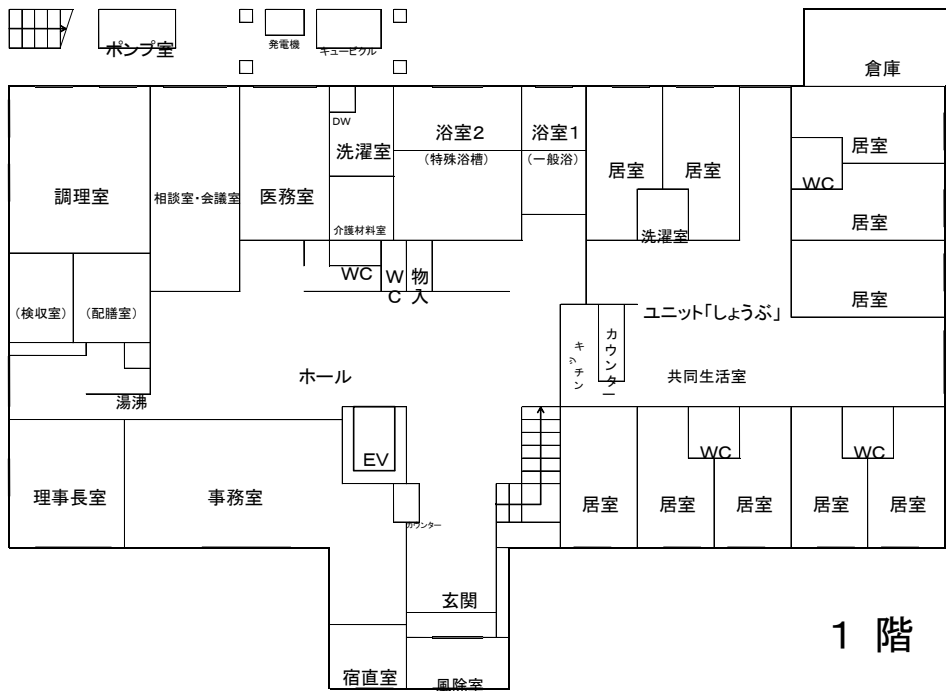 ポンプ室
発電機
キュービクル
倉庫
DW
洗濯室
浴室2
(特殊浴槽)
浴室1
(一般浴)
居室
居室
居室
WC
調理室
相談室・会議室
医務室
介護材料室
洗濯室
居室
WC
WC
物入
居室
(検収室)
(配膳室)
ユニット「しょうぶ」
キッチン
カウンター
ホール
共同生活室
湯沸
EV
WC
WC
理事長室
事務室
カウンター
居室
居室
居室
居室
居室
玄関
1 階
宿直室
風除室